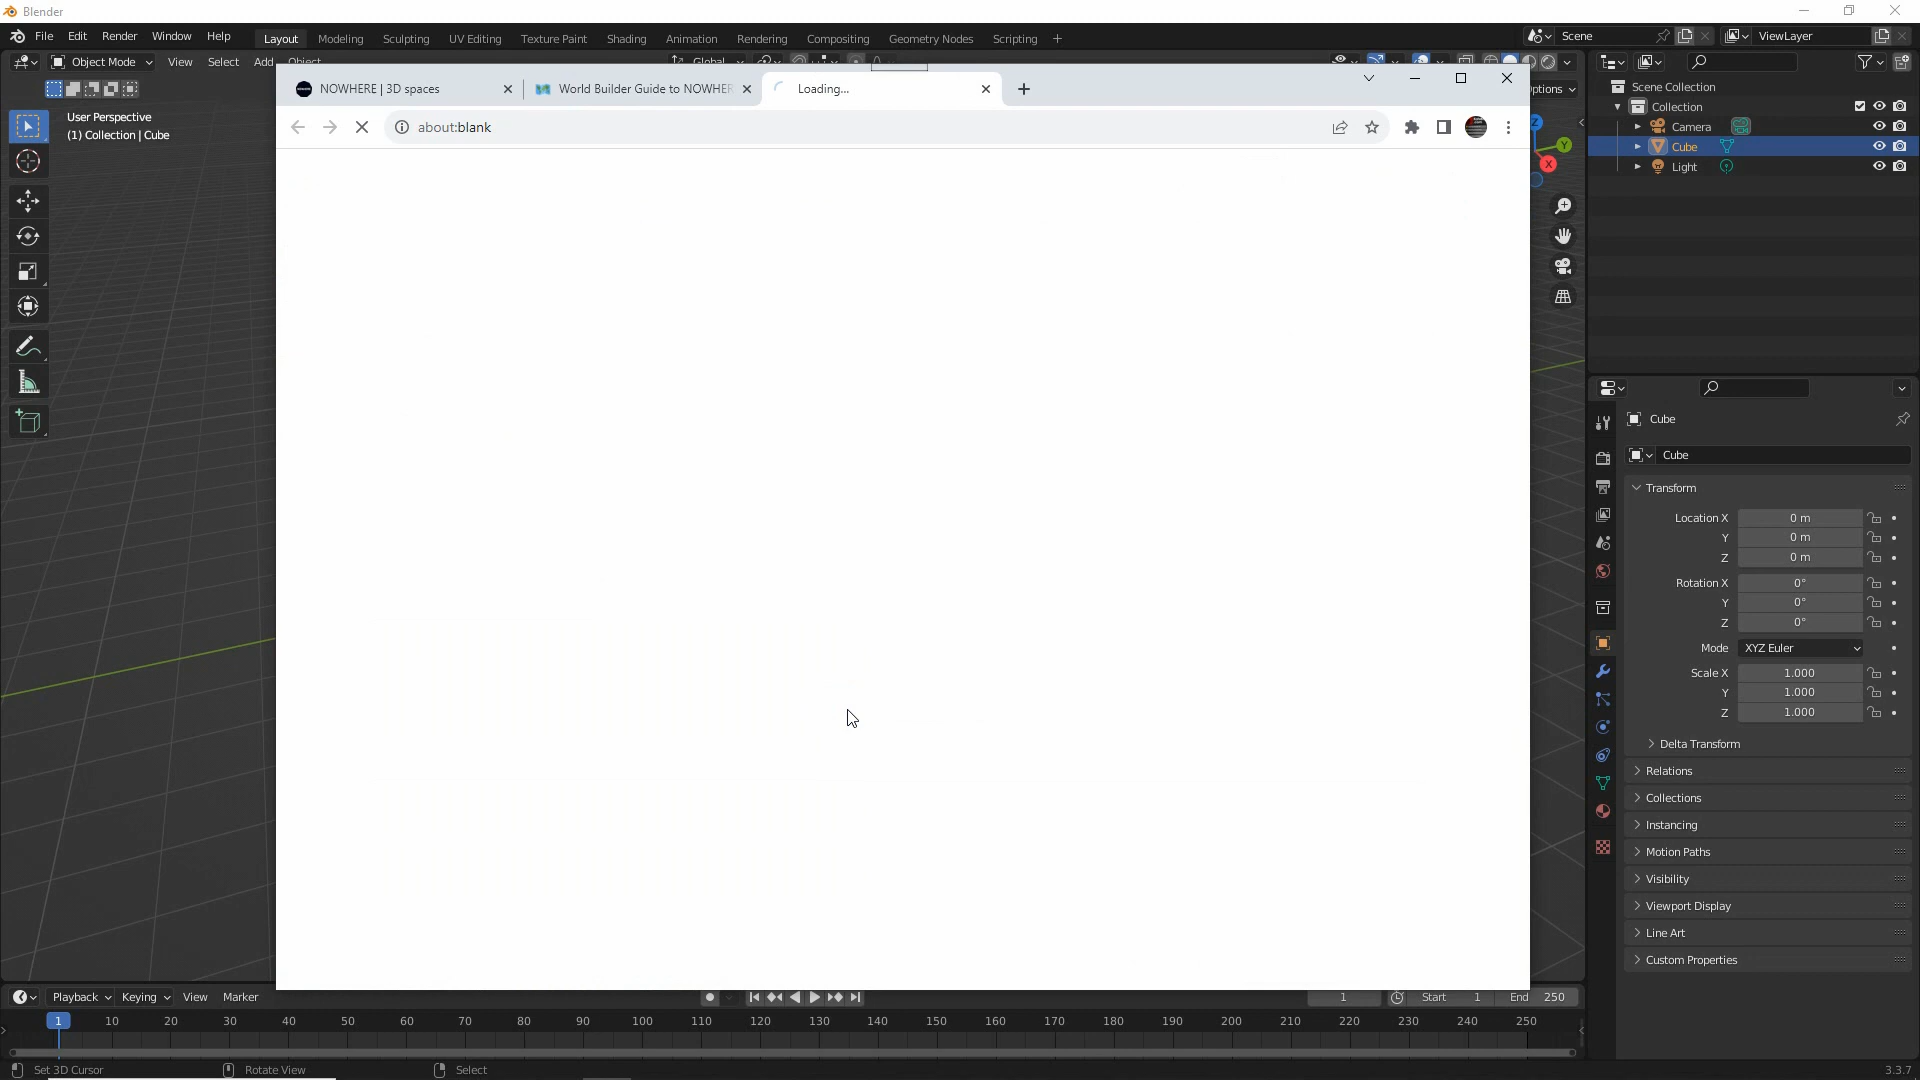 Blender
File Edit Render Window Help
Layout Modeling Sculpting UV Editing Texture Paint Shading Animation Rendering Compositing Geometry Nodes Scripting +
Scene
ViewLayer
Object Mode View Select Add Object
Global
Options
User Perspective
(1) Collection | Cube
NOWHERE | 3D spaces
World Builder Guide to NOWHER
Loading...
about:blank
Z
Y
X
Scene Collection
Collection
Camera
Cube
Light
Cube
Cube
Transform
Location X 0 m
Y 0 m
Z 0 m
Rotation X 0°
Y 0°
Z 0°
Mode XYZ Euler
Scale X 1.000
Y 1.000
Z 1.000
Delta Transform
Relations
Collections
Instancing
Motion Paths
Visibility
Viewport Display
Line Art
Custom Properties
Playback Keying View Marker
1 Start 1 End 250
1 10 20 30 40 50 60 70 80 90 100 110 120 130 140 150 160 170 180 190 200 210 220 230 240 250
Set 3D Cursor Rotate View Select
3.3.7